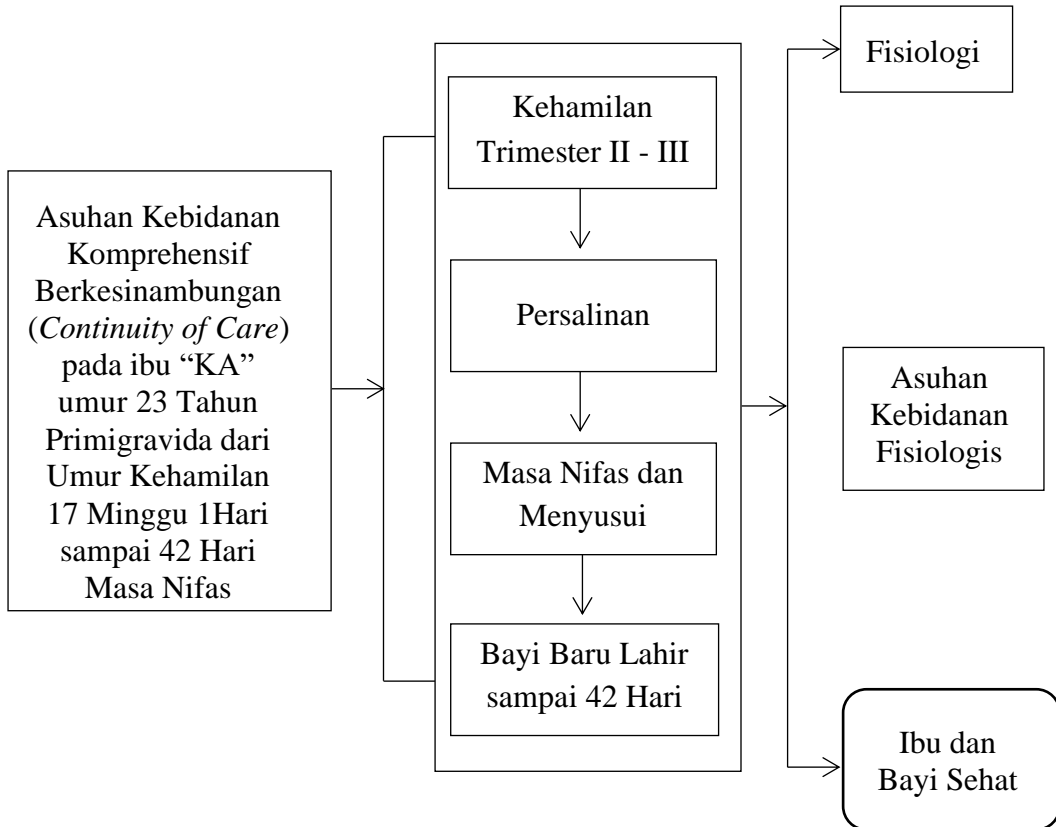 Asuhan Kebidanan
Komprehensif
Berkesinambungan
(Continuity of Care)
pada ibu “KA”
umur 23 Tahun
Primigravida dari
Umur Kehamilan
17 Minggu 1Hari
sampai 42 Hari
Masa Nifas
Kehamilan
Trimester II - III
Persalinan
Masa Nifas dan
Menyusui
Bayi Baru Lahir
sampai 42 Hari
Fisiologi
Asuhan
Kebidanan
Fisiologis
Ibu dan
Bayi Sehat